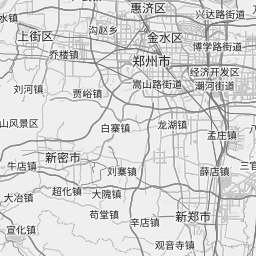 惠济区
兴达路街道
水镇
沟赵乡
上街区
金水区
博学路街道
乔楼镇
郑州市
经济开发区
刘河镇
贾峪镇
嵩山路街道
潮河街道
山风景区
白寨镇
龙湖镇
孟庄镇
新密市
牛店镇
刘寨镇
薛店镇
三官
大冶镇
超化镇
大隗镇
苟堂镇
辛店镇
新郑市
宣化镇
观音寺镇